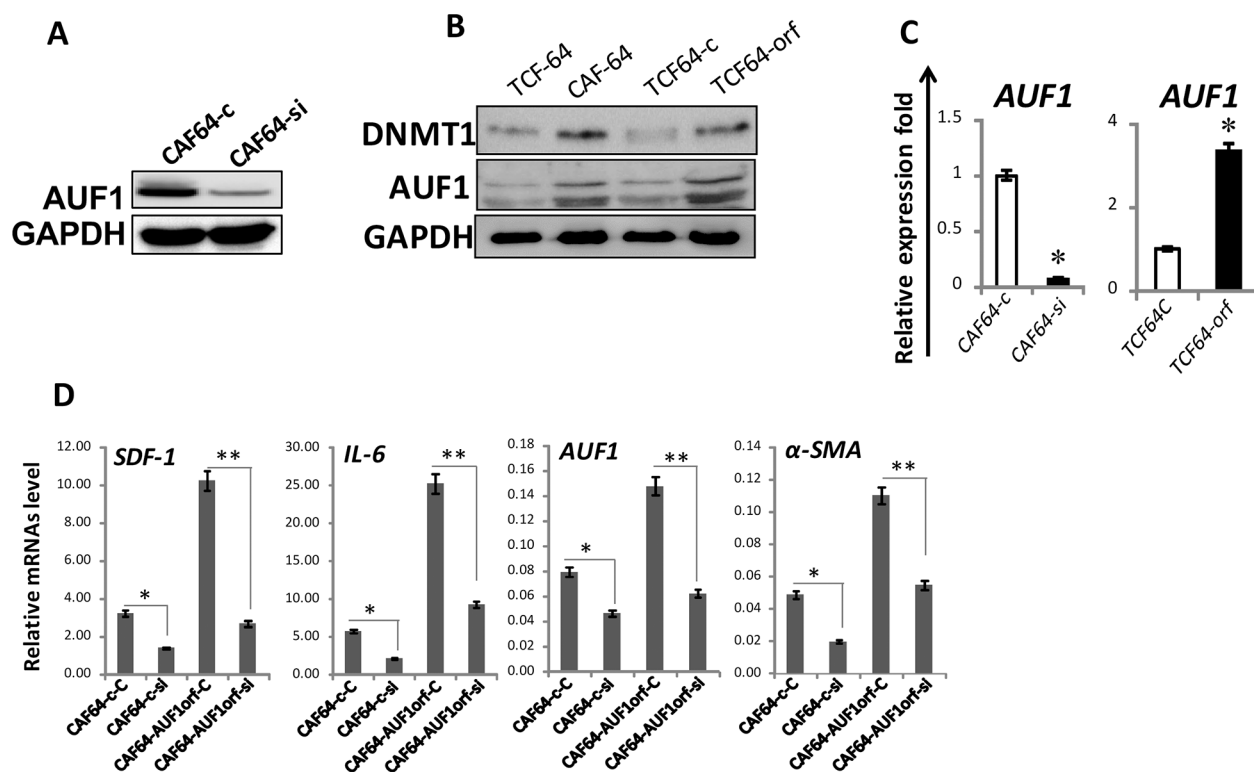 A
CAF64-c
CAF64-si
AUF1
GAPDH
B
TCF-64
CAF-64
TCF64-c
TCF64-orf
DNMT1
AUF1
GAPDH
C
Relative expression fold
AUF1
1.5
1
0.5
0
*
CAF64-c
CAF64-si
AUF1
4
2
0
*
TCF64C
TCF64-orf
D
Relative mRNAs level
SDF-1
12.00
10.00
8.00
6.00
4.00
2.00
0.00
*
**
CAF64-c-C
CAF64-c-si
CAF64-AUF1orf-C
CAF64-AUF1orf-si
IL-6
30.00
25.00
20.00
15.00
10.00
5.00
0.00
*
**
CAF64-c-C
CAF64-c-si
CAF64-AUF1orf-C
CAF64-AUF1orf-si
AUF1
0.18
0.16
0.14
0.12
0.10
0.08
0.06
0.04
0.02
0.00
*
**
CAF64-c-C
CAF64-c-si
CAF64-AUF1orf-C
CAF64-AUF1orf-si
α-SMA
0.14
0.12
0.10
0.08
0.06
0.04
0.02
0.00
*
**
CAF64-c-C
CAF64-c-si
CAF64-AUF1orf-C
CAF64-AUF1orf-si